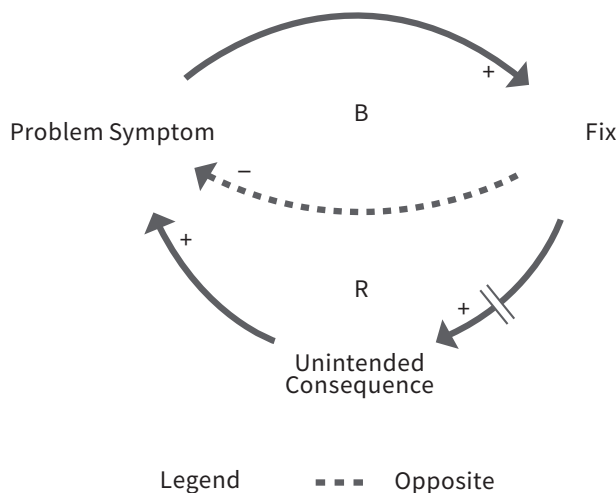 +
B
Problem Symptom
Fix
–
+
R
+
Unintended
Consequence
Legend
Opposite